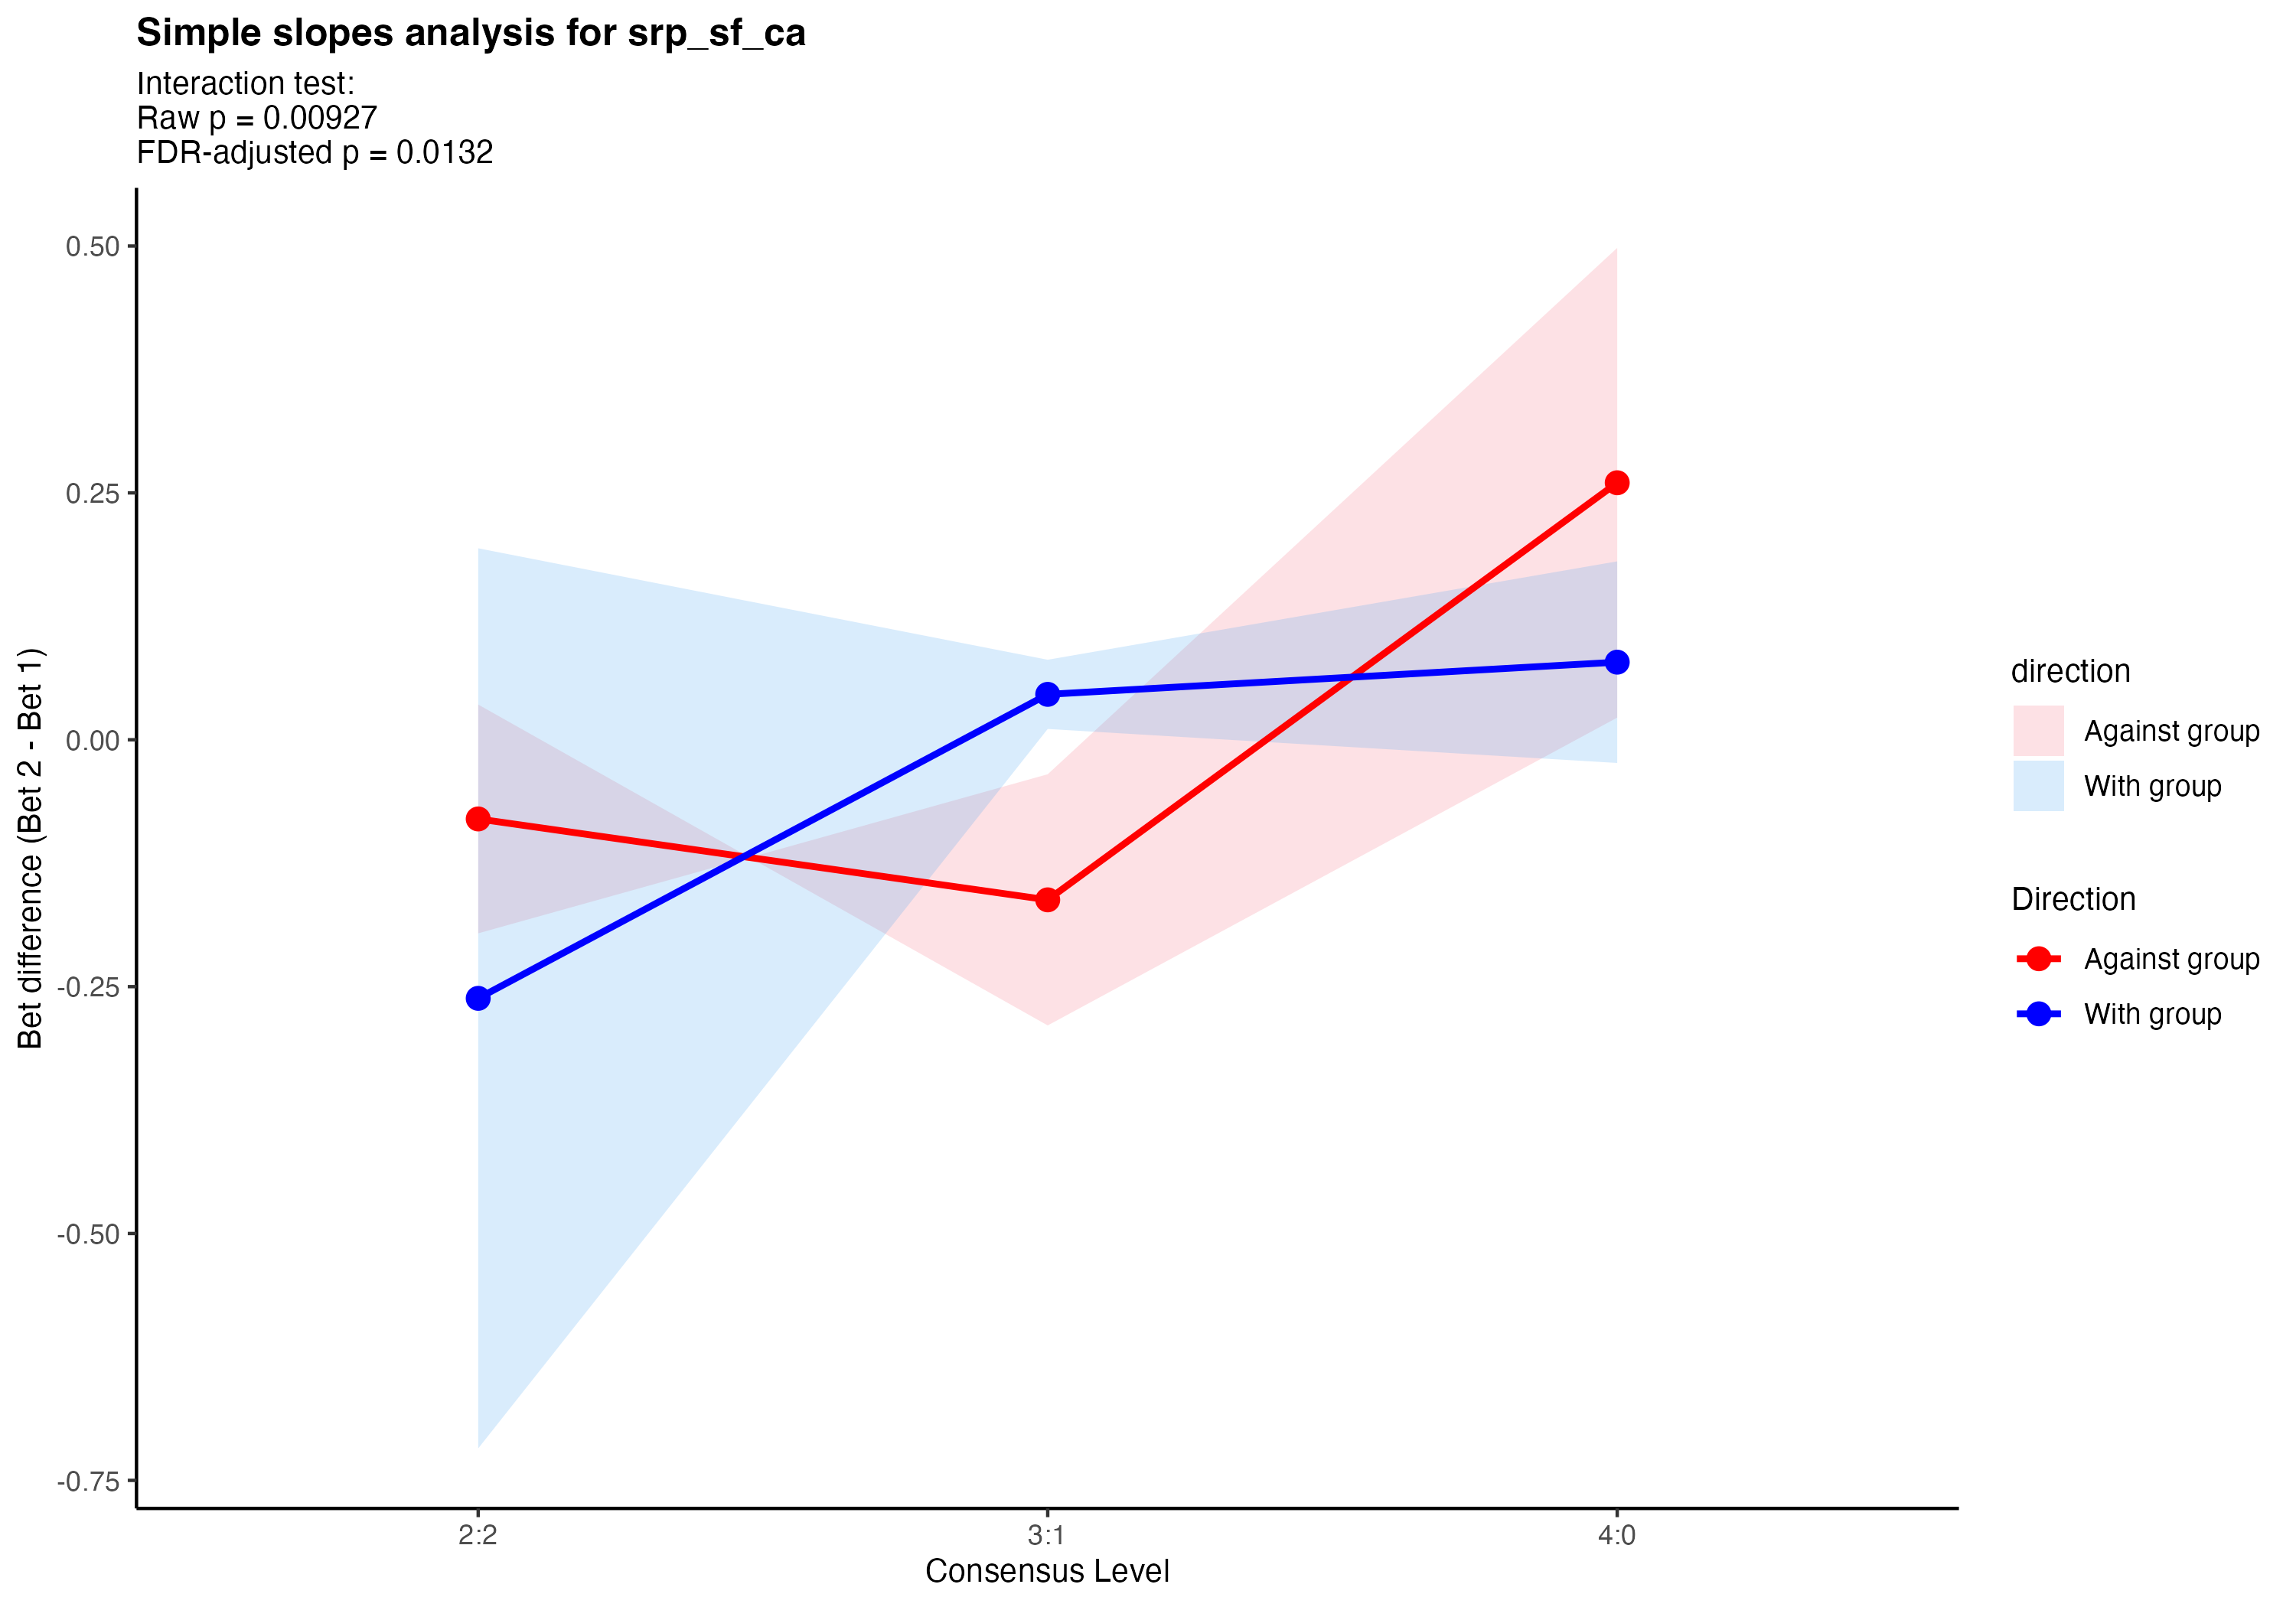 Simple slopes analysis for srp_sf_ca
Interaction test:
Raw p = 0.00927
FDR-adjusted p = 0.0132
Bet difference (Bet 2 - Bet 1)
0.50
0.25
0.00
-0.25
-0.50
-0.75
2:2
3:1
4:0
Consensus Level
direction
Against group
With group
Direction
Against group
With group